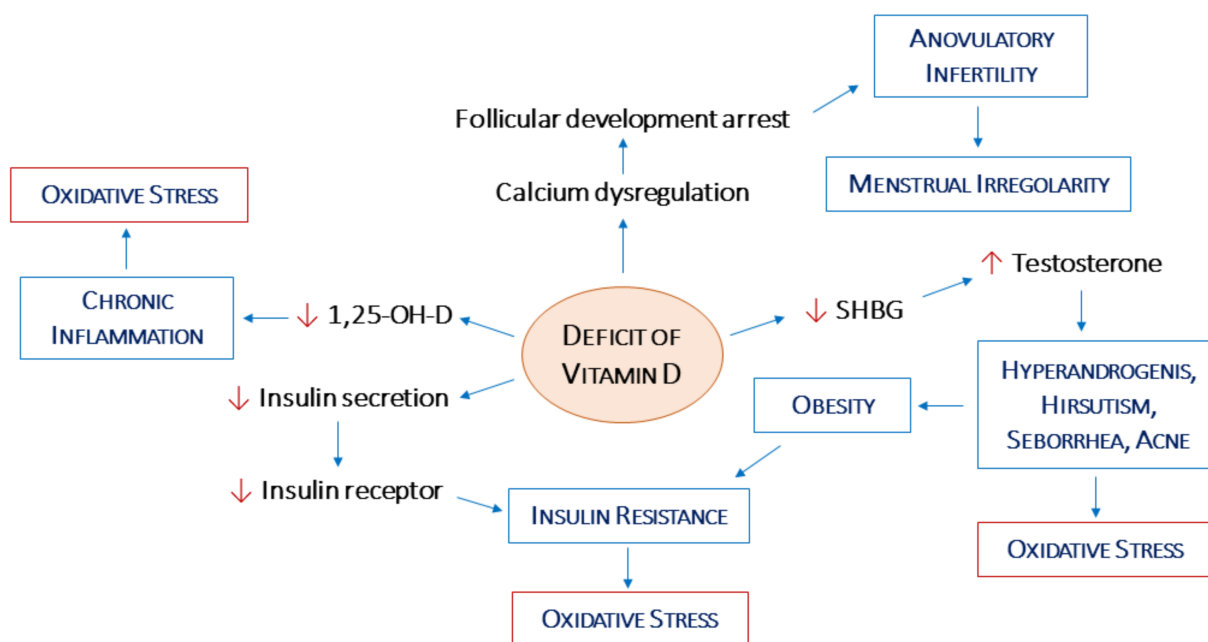 ANOVULATORY
INFERTILITY
Follicular development arrest
OXIDATIVE STRESS
Calcium dysregulation
MENSTRUAL IRREGOLARITY
↑ Testosterone
CHRONIC
INFLAMMATION
↓ 1,25-OH-D
DEFICIT OF
VITAMIN D
↓ SHBG
↓ Insulin secretion
OBESITY
HYPERANDROGENIS,
HIRSUTISM,
SEBORRHEA, ACNE
↓ Insulin receptor
INSULIN RESISTANCE
OXIDATIVE STRESS
OXIDATIVE STRESS